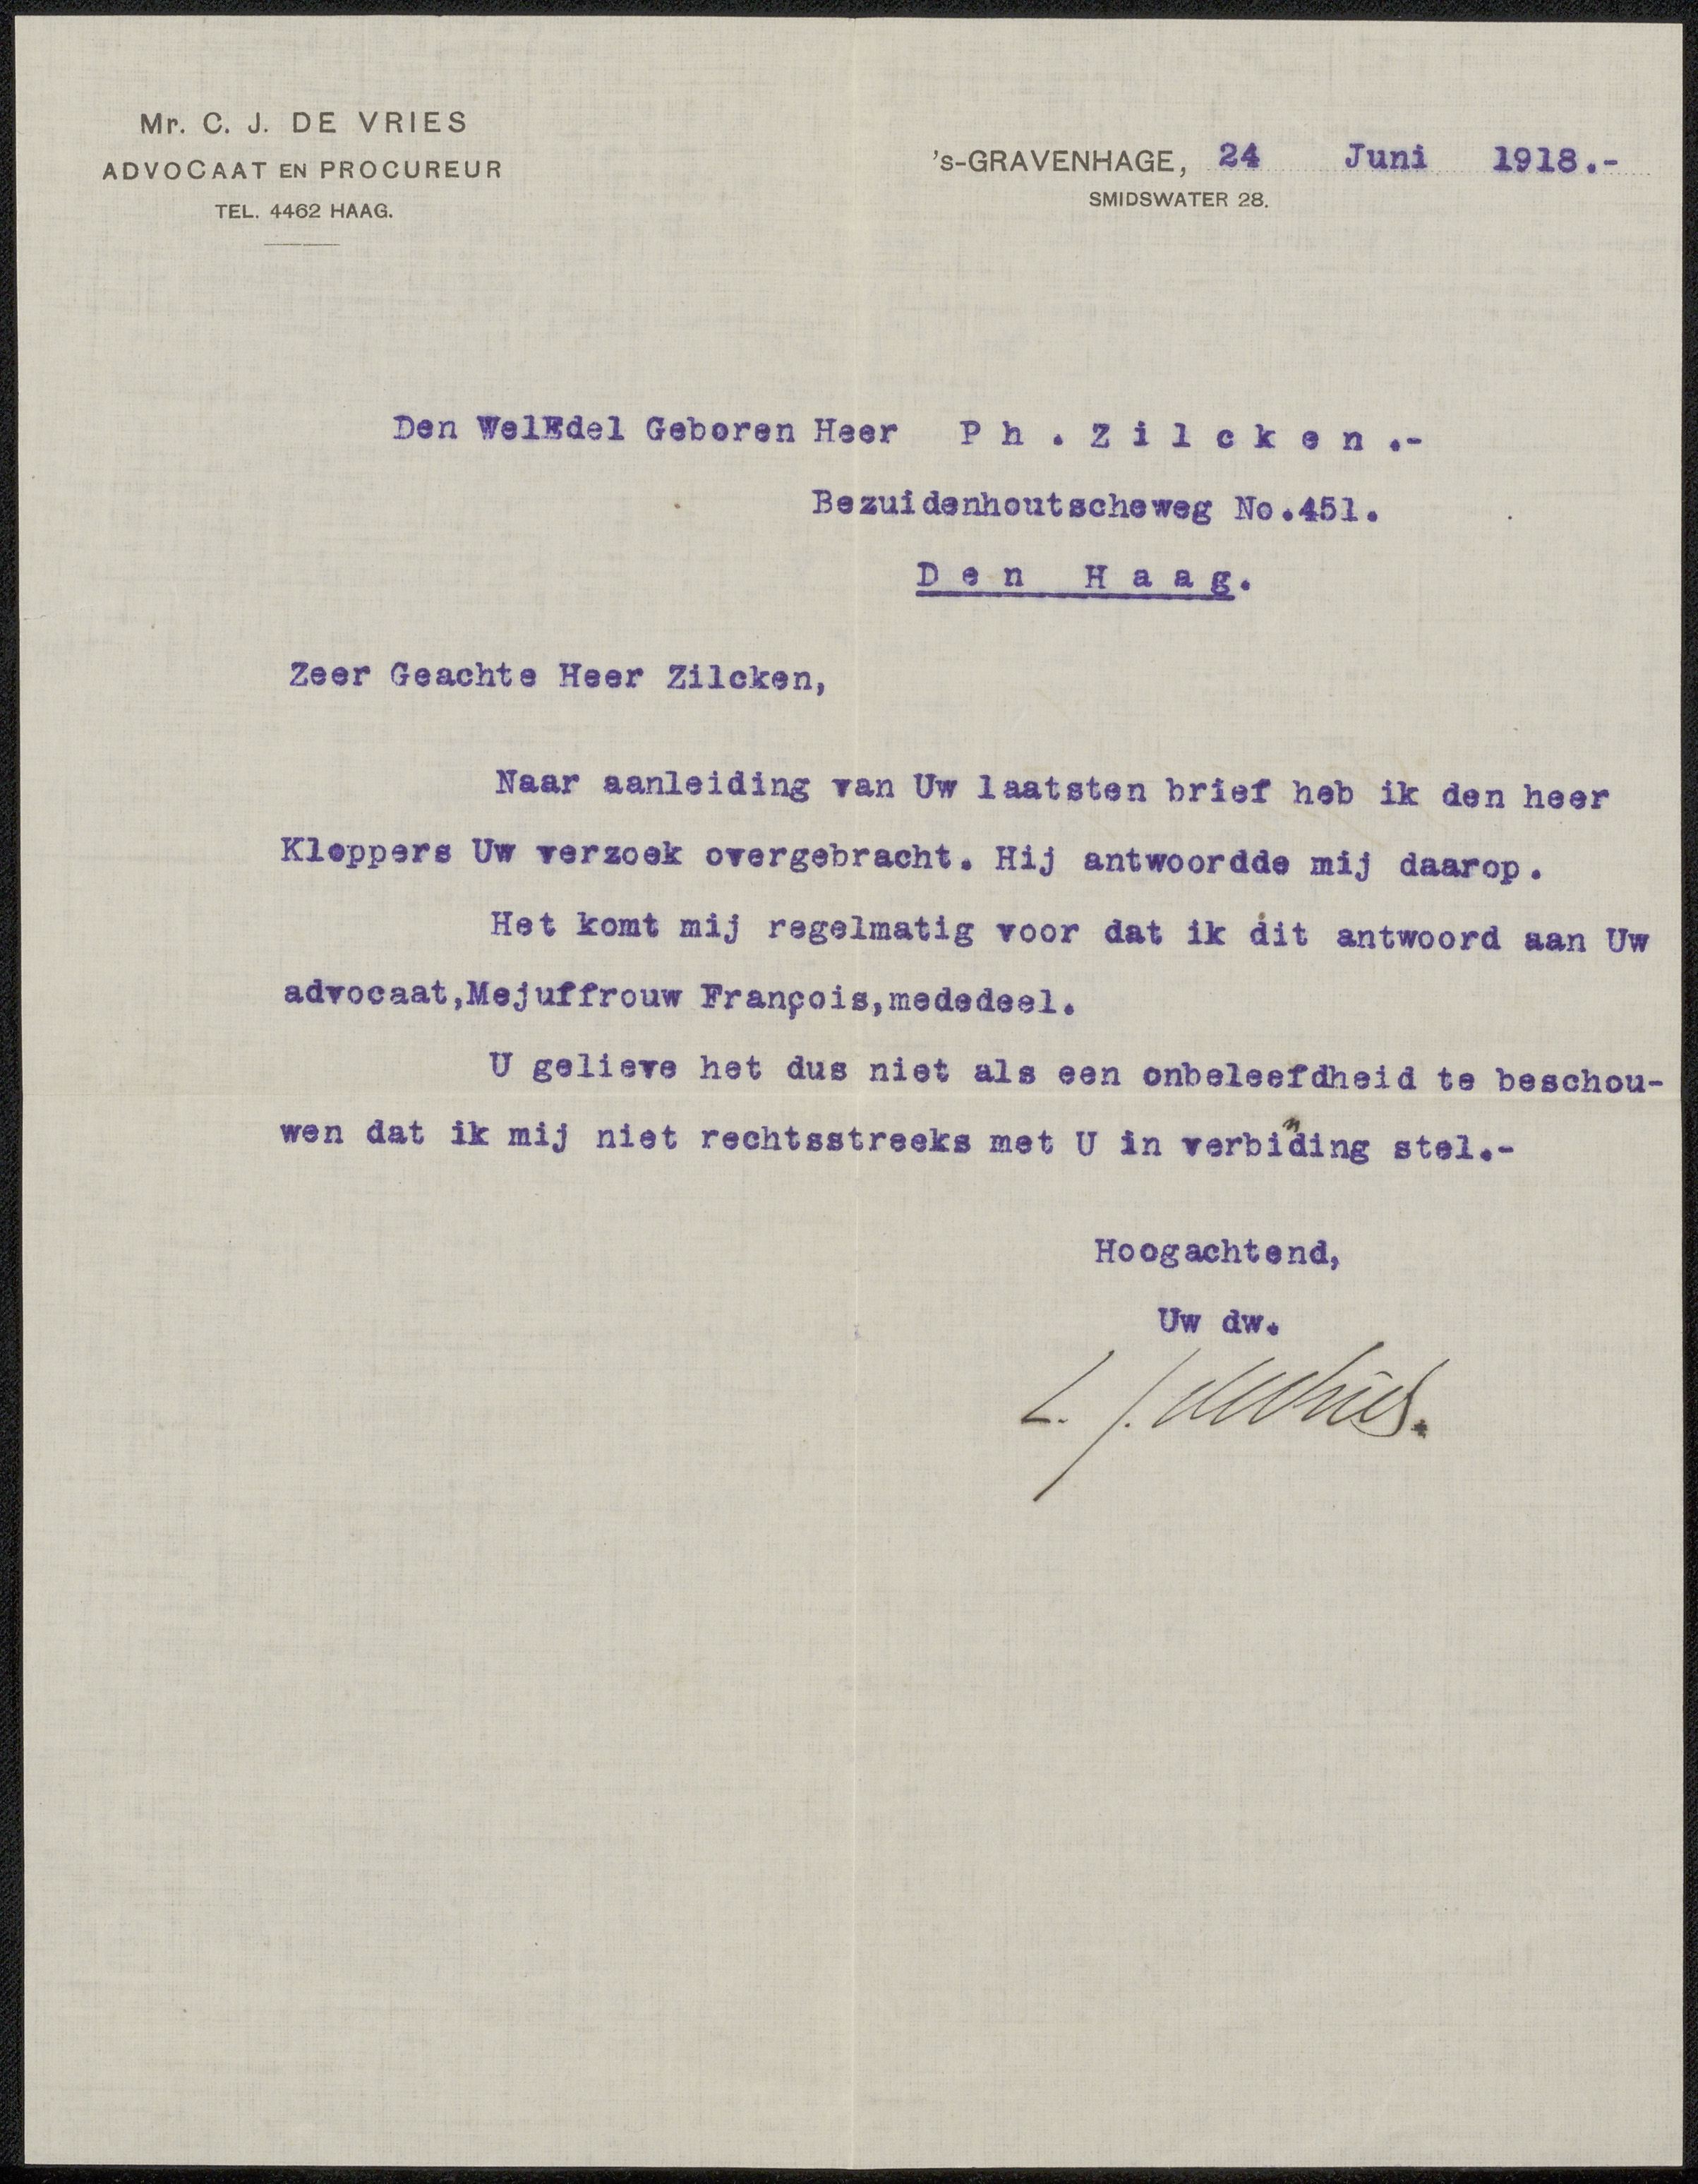 Mr. C. J. DE VRIES
ADVOCAAT EN PROCUREUR
TEL. 4462 HAAG.
's-GRAVENHAGE, 24 Juni 1918.-
SMIDSWATER 28.
Den WelEdel Geboren Heer P h . Z i l c k e n .-
Bezuidenhoutscheweg No.451.
D e n H a a g.
Zeer Geachte Heer Zilcken,
Naar aanleiding van Uw laatsten brief heb ik den heer
Kloppers Uw verzoek overgebracht. Hij antwoordde mij daarop.
Het komt mij regelmatig voor dat ik dit antwoord aan Uw
advocaat,Mejuffrouw François,mededeel.
U gelieve het dus niet als een onbeleefdheid te beschou-
wen dat ik mij niet rechtsstreeks met U in verbinding stel.-
Hoogachtend,
Uw dw.
C. J. de Vries.